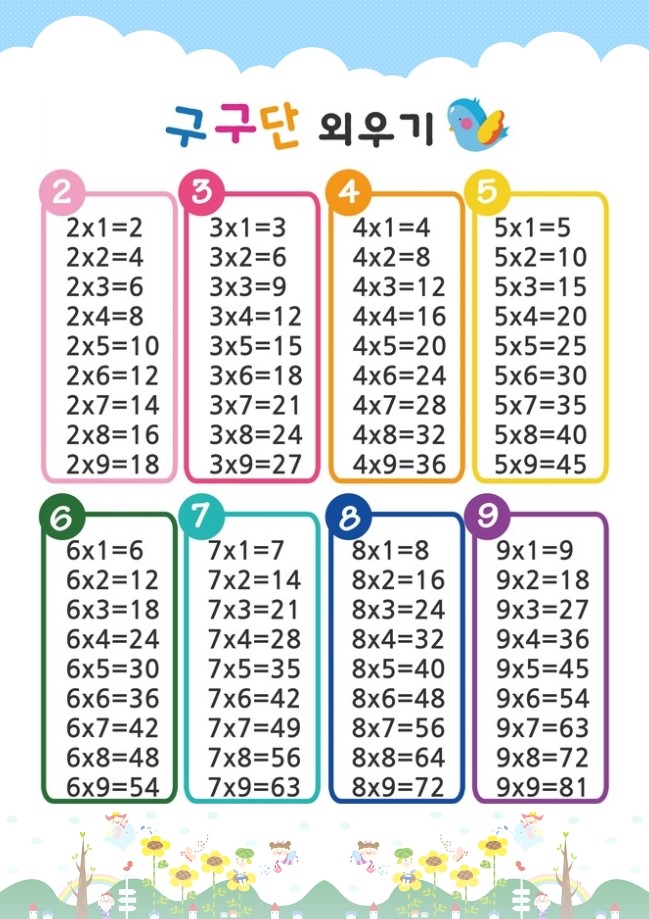 구구단 외우기
2
2x1=2
2x2=4
2x3=6
2x4=8
2x5=10
2x6=12
2x7=14
2x8=16
2x9=18
3
3x1=3
3x2=6
3x3=9
3x4=12
3x5=15
3x6=18
3x7=21
3x8=24
3x9=27
4
4x1=4
4x2=8
4x3=12
4x4=16
4x5=20
4x6=24
4x7=28
4x8=32
4x9=36
5
5x1=5
5x2=10
5x3=15
5x4=20
5x5=25
5x6=30
5x7=35
5x8=40
5x9=45
6
6x1=6
6x2=12
6x3=18
6x4=24
6x5=30
6x6=36
6x7=42
6x8=48
6x9=54
7
7x1=7
7x2=14
7x3=21
7x4=28
7x5=35
7x6=42
7x7=49
7x8=56
7x9=63
8
8x1=8
8x2=16
8x3=24
8x4=32
8x5=40
8x6=48
8x7=56
8x8=64
8x9=72
9
9x1=9
9x2=18
9x3=27
9x4=36
9x5=45
9x6=54
9x7=63
9x8=72
9x9=81